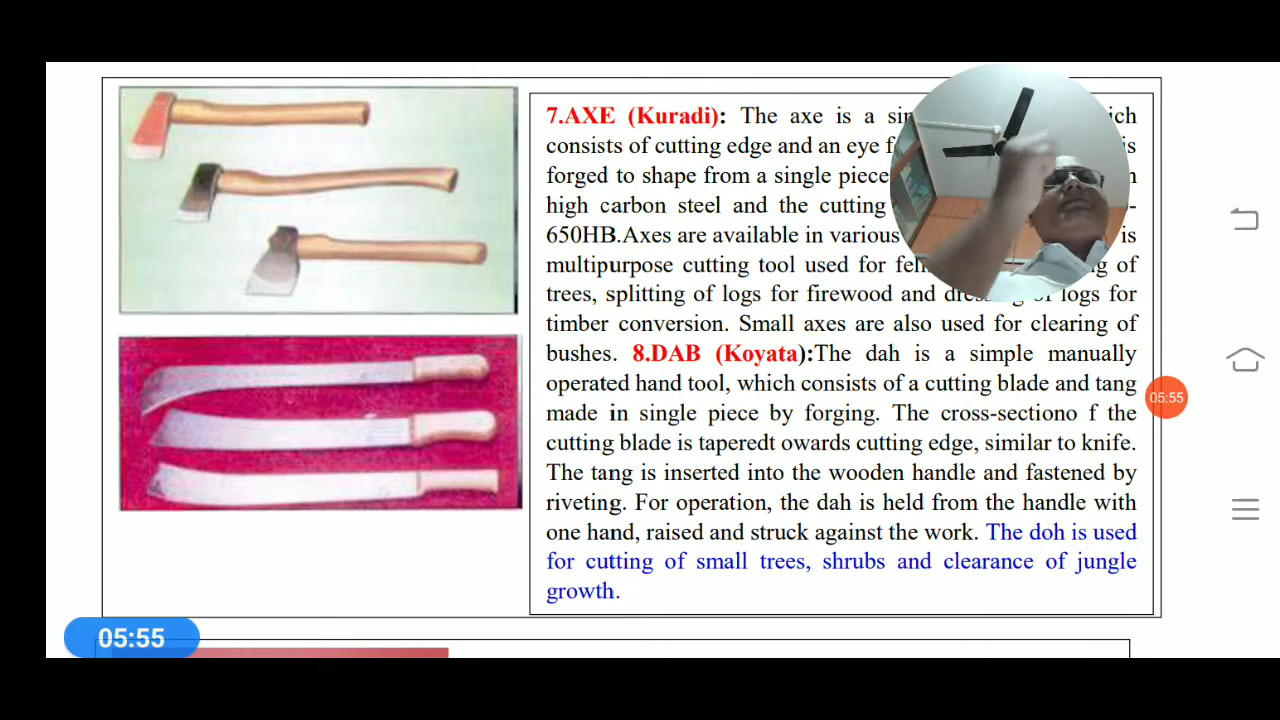 7.AXE (Kuradi): The axe is a
consists of cutting edge and an eye
forged to shape from a single piece
high carbon steel and the cutting
650HB.Axes are available in various is
multipurpose cutting tool used for of
trees, splitting of logs for firewood and logs for
timber conversion. Small axes are also used for clearing of
bushes. 8.DAB (Koyata):The dah is a simple manually
operated hand tool, which consists of a cutting blade and tang
made in single piece by forging. The cross-sectiono f the
cutting blade is taperedt owards cutting edge, similar to knife.
The tang is inserted into the wooden handle and fastened by
riveting. For operation, the dah is held from the handle with
one hand, raised and struck against the work. The doh is used
for cutting of small trees, shrubs and clearance of jungle
growth.
05:55
05:55